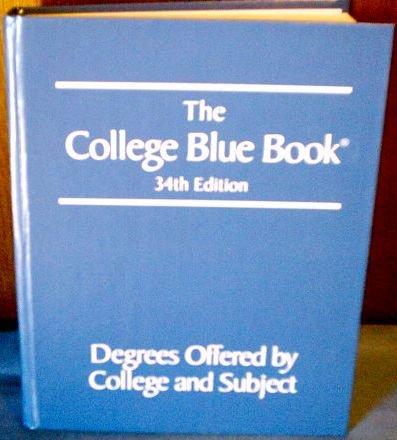 The
College Blue Book®
34th Edition
Degrees Offered by
College and Subject